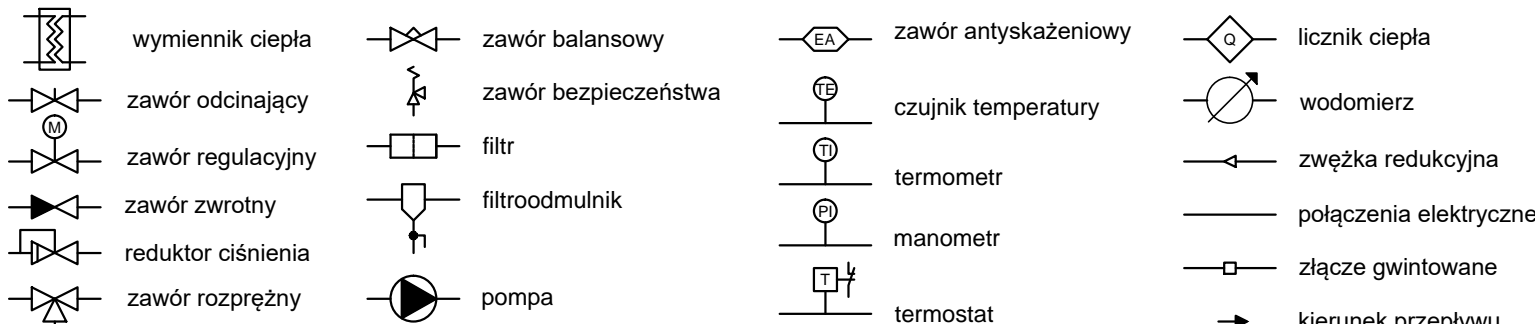 wymiennik ciepła
zawór odcinający
M
zawór regulacyjny
zawór zwrotny
reduktor ciśnienia
zawór rozprężny
zawór balansowy
zawór bezpieczeństwa
filtr
filtroodmulnik
pompa
EA
zawór antyskażeniowy
TE
czujnik temperatury
TI
termometr
PI
manometr
T
termostat
Q
licznik ciepła
wodomierz
zwężka redukcyjna
połączenia elektryczne
złącze gwintowane
kierunek przepływu